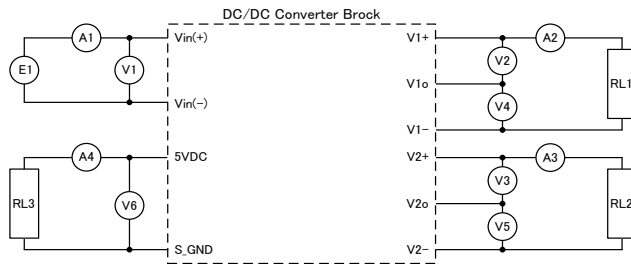 DC/DC Converter Brock
A1 Vin(+) V1+ A2
E1 V1 V2
V1o RL1
Vin(-) V4
V1-
A4 5VDC V2+ A3
V3
RL3 V6 V2o RL2
V5
S_GND V2-